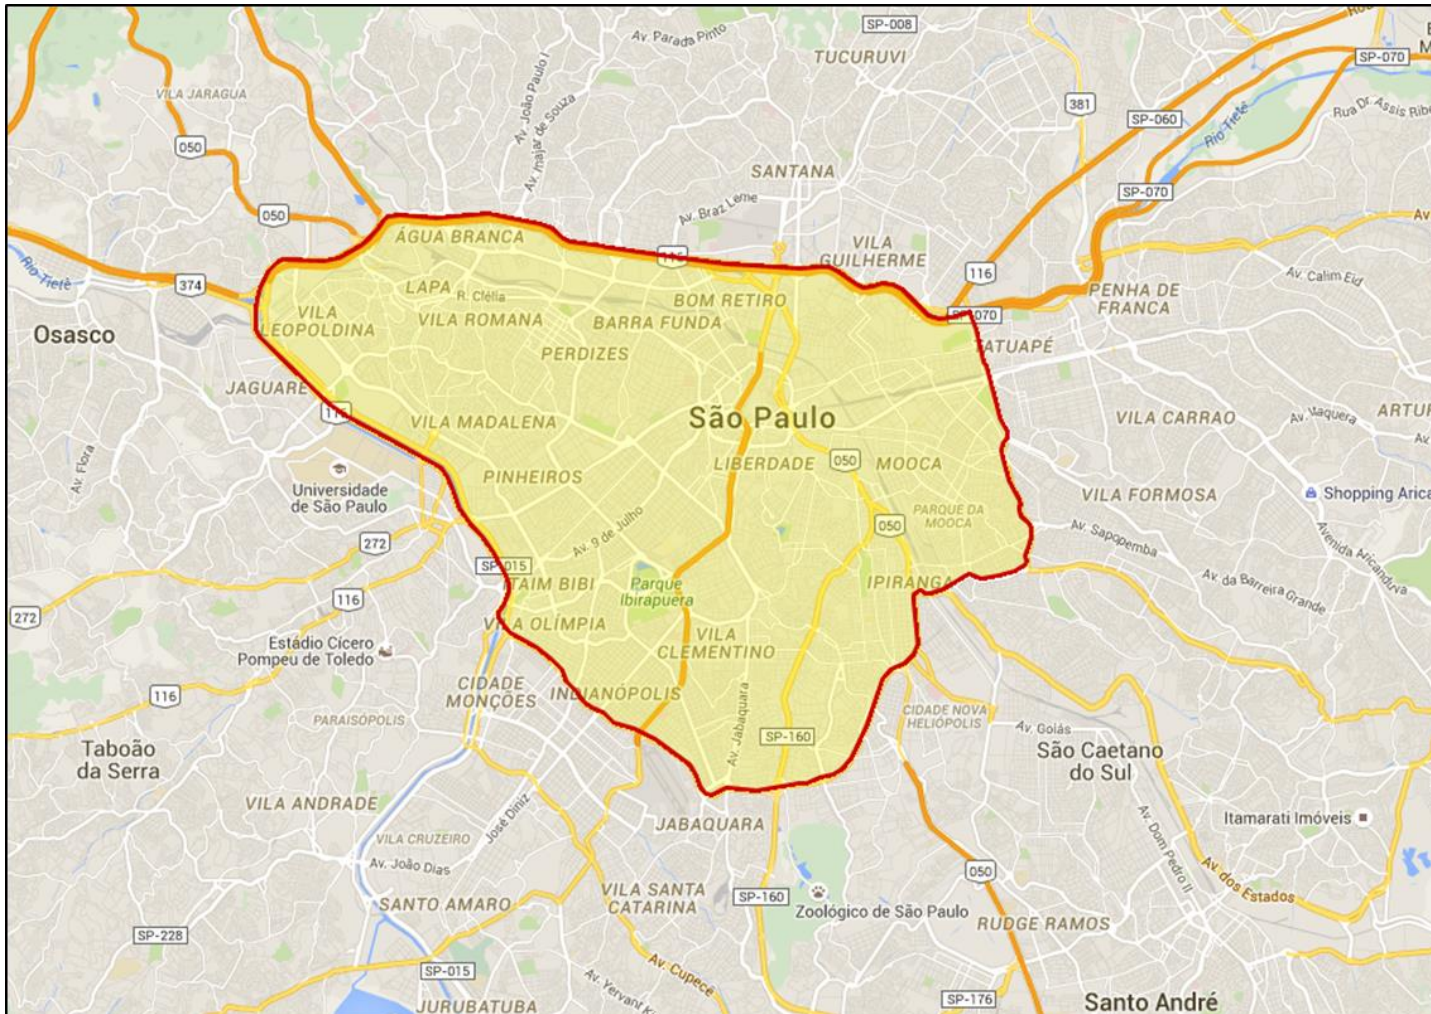 SP-008
Av. Parada Pinto
TUCURUVI
SP-070
VILA JARAGUA
Av. João Paulo I
Av. Imajar de Souza
381
SP-060
Rio Tietê
Rua Dr. Assis Ribe
050
SANTANA
SP-070
Av. Braz Leme
050
ÁGUA BRANCA
VILA
GUILHERME
116
116
Av. Calim Eid
Rio Tietê
374
LAPA
R. Clélia
BOM RETIRO
PENHA DE
FRANCA
VILA
LEOPOLDINA
VILA ROMANA
BARRA FUNDA
SP-070
Osasco
PERDIZES
TATUAPÉ
JAGUARÉ
116
VILA MADALENA
São Paulo
VILA CARRAO
ARTUR
Av. Flora
LIBERDADE
050
MOOCA
Universidade
de São Paulo
PINHEIROS
VILA FORMOSA
Shopping Arica
PARQUE DA
MOOCA
050
Av. 9 de Julho
272
Av. Sapopemba
Avenida Aricanduva
SP-015
ITAIM BIBI
Parque
Ibirapuera
IPIRANGA
Av. da Barreira Grande
116
272
VILA OLÍMPIA
VILA
CLEMENTINO
Estádio Cícero
Pompeu de Toledo
CIDADE
MONÇÕES
INDIANÓPOLIS
116
PARAISÓPOLIS
Av. Jabaquara
CIDADE NOVA
HELIÓPOLIS
Av. Goiás
SP-160
Taboão
da Serra
São Caetano
do Sul
VILA ANDRADE
José Diniz
JABAQUARA
Itamarati Imóveis
VILA CRUZEIRO
Av. João Dias
Av. Dom Pedro II
Av. dos Estados
050
SANTO AMARO
VILA SANTA
CATARINA
SP-160
Zoológico de São Paulo
RUDGE RAMOS
SP-228
SP-015
Av. Cupecê
JURUBATUBA
SP-176
Santo André